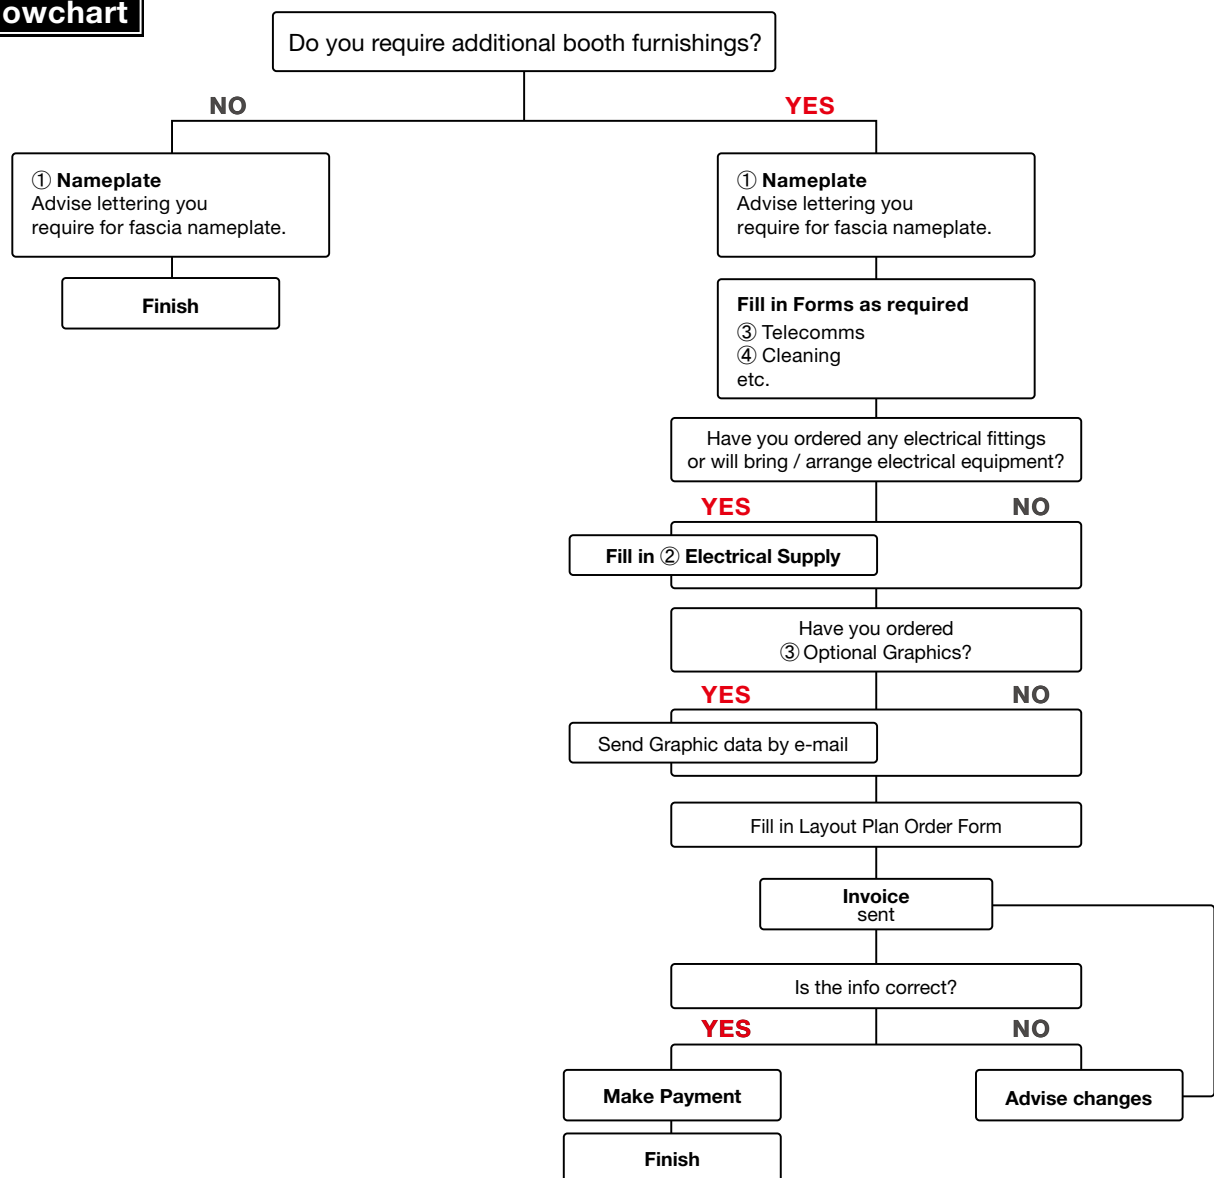 owchart
Do you require additional booth furnishings?
NO
YES
① Nameplate
Advise lettering you
require for fascia nameplate.
Finish
① Nameplate
Advise lettering you
require for fascia nameplate.
Fill in Forms as required
③ Telecomms
④ Cleaning
etc.
Have you ordered any electrical fittings
or will bring / arrange electrical equipment?
YES
NO
Fill in ② Electrical Supply
Have you ordered
③ Optional Graphics?
YES
NO
Send Graphic data by e-mail
Fill in Layout Plan Order Form
Invoice
sent
Is the info correct?
YES
NO
Make Payment
Advise changes
Finish